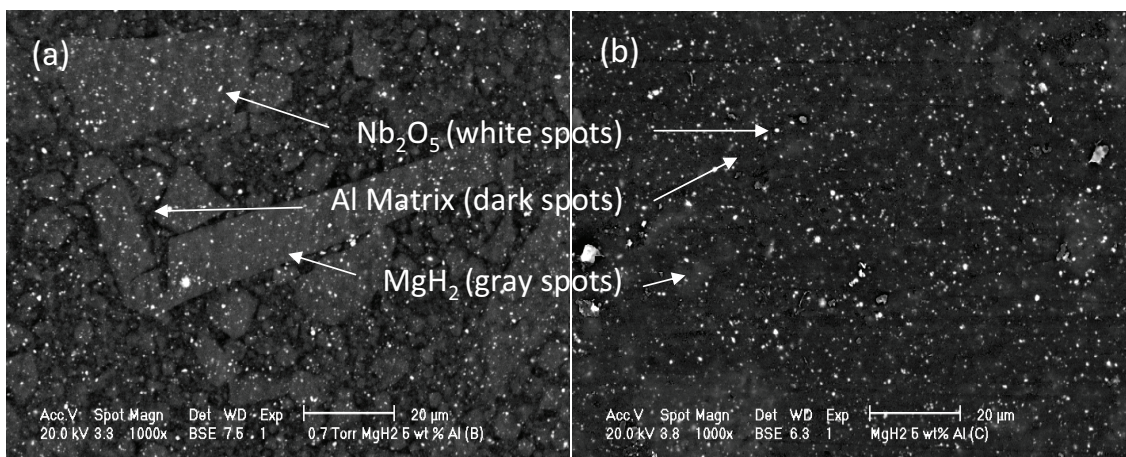 (a)
(b)
Nb₂O₅ (white spots)
Al Matrix (dark spots)
MgH₂ (gray spots)
Acc.V Spot Magn Det WD Exp 20 µm
20.0 kV 3.3 1000x BSE 7.5 1 0.7 Torr MgH2 5 wt % Al (B)
Acc.V Spot Magn Det WD Exp 20 µm
20.0 kV 3.8 1000x BSE 6.3 1 MgH2 5 wt% Al (C)